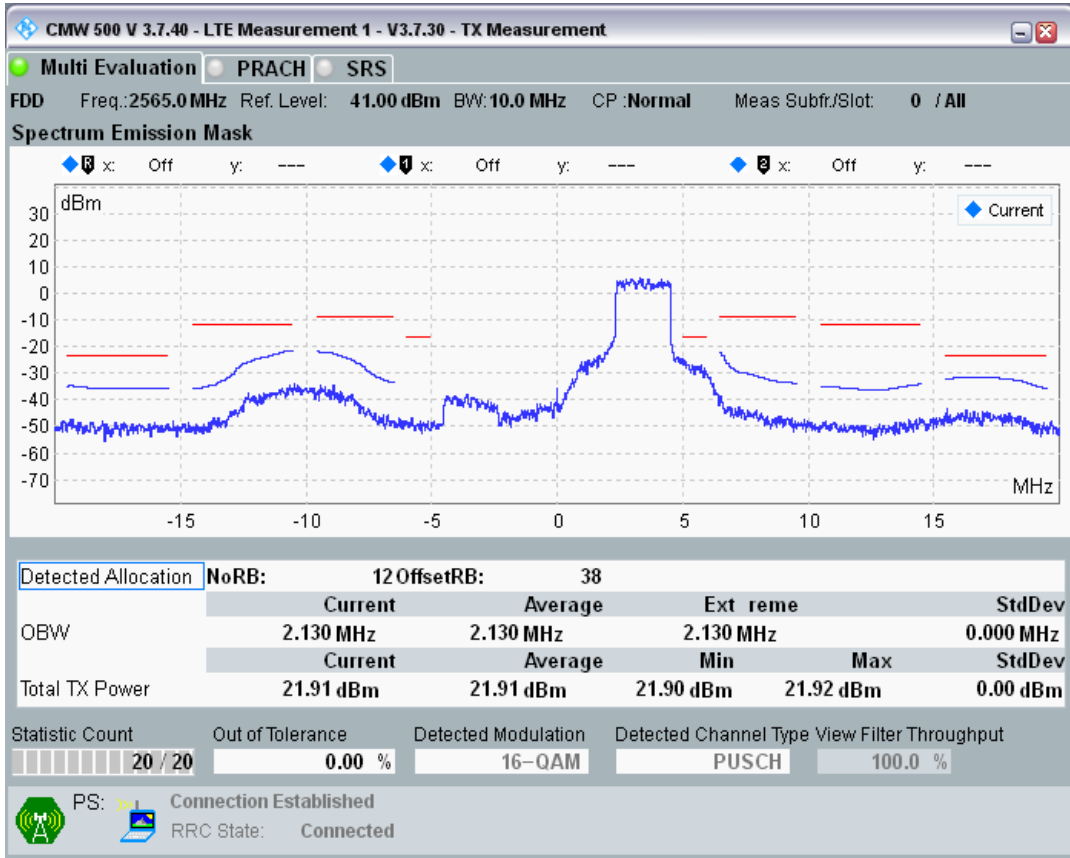 CMW 500 V 3.7.40 - LTE Measurement 1 - V3.7.30 - TX Measurement
Multi Evaluation PRACH SRS
FDD Freq.:2565.0 MHz Ref. Level: 41.00 dBm BW: 10.0 MHz CP :Normal Meas Subfr./Slot: 0 / All
Spectrum Emission Mask
R x: Off y: --- 1 x: Off y: --- 2 x: Off y: ---
dBm
Current
30
20
10
0
-10
-20
-30
-40
-50
-60
-70
MHz
-15 -10 -5 0 5 10 15
Detected Allocation NoRB: 12 OffsetRB: 38
Current Average Ext reme StdDev
OBW 2.130 MHz 2.130 MHz 2.130 MHz 0.000 MHz
Current Average Min Max StdDev
Total TX Power 21.91 dBm 21.91 dBm 21.90 dBm 21.92 dBm 0.00 dBm
Statistic Count Out of Tolerance Detected Modulation Detected Channel Type View Filter Throughput
20 / 20 0.00 % 16-QAM PUSCH 100.0 %
PS: Connection Established
RRC State: Connected